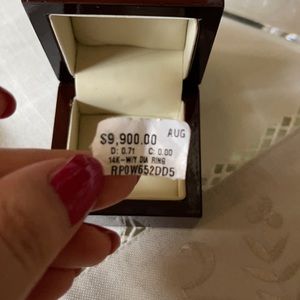 $9,900.00 AUG
D: 0.71 C: 0.00
14K-W/Y DIA RING
RP0W652DD5